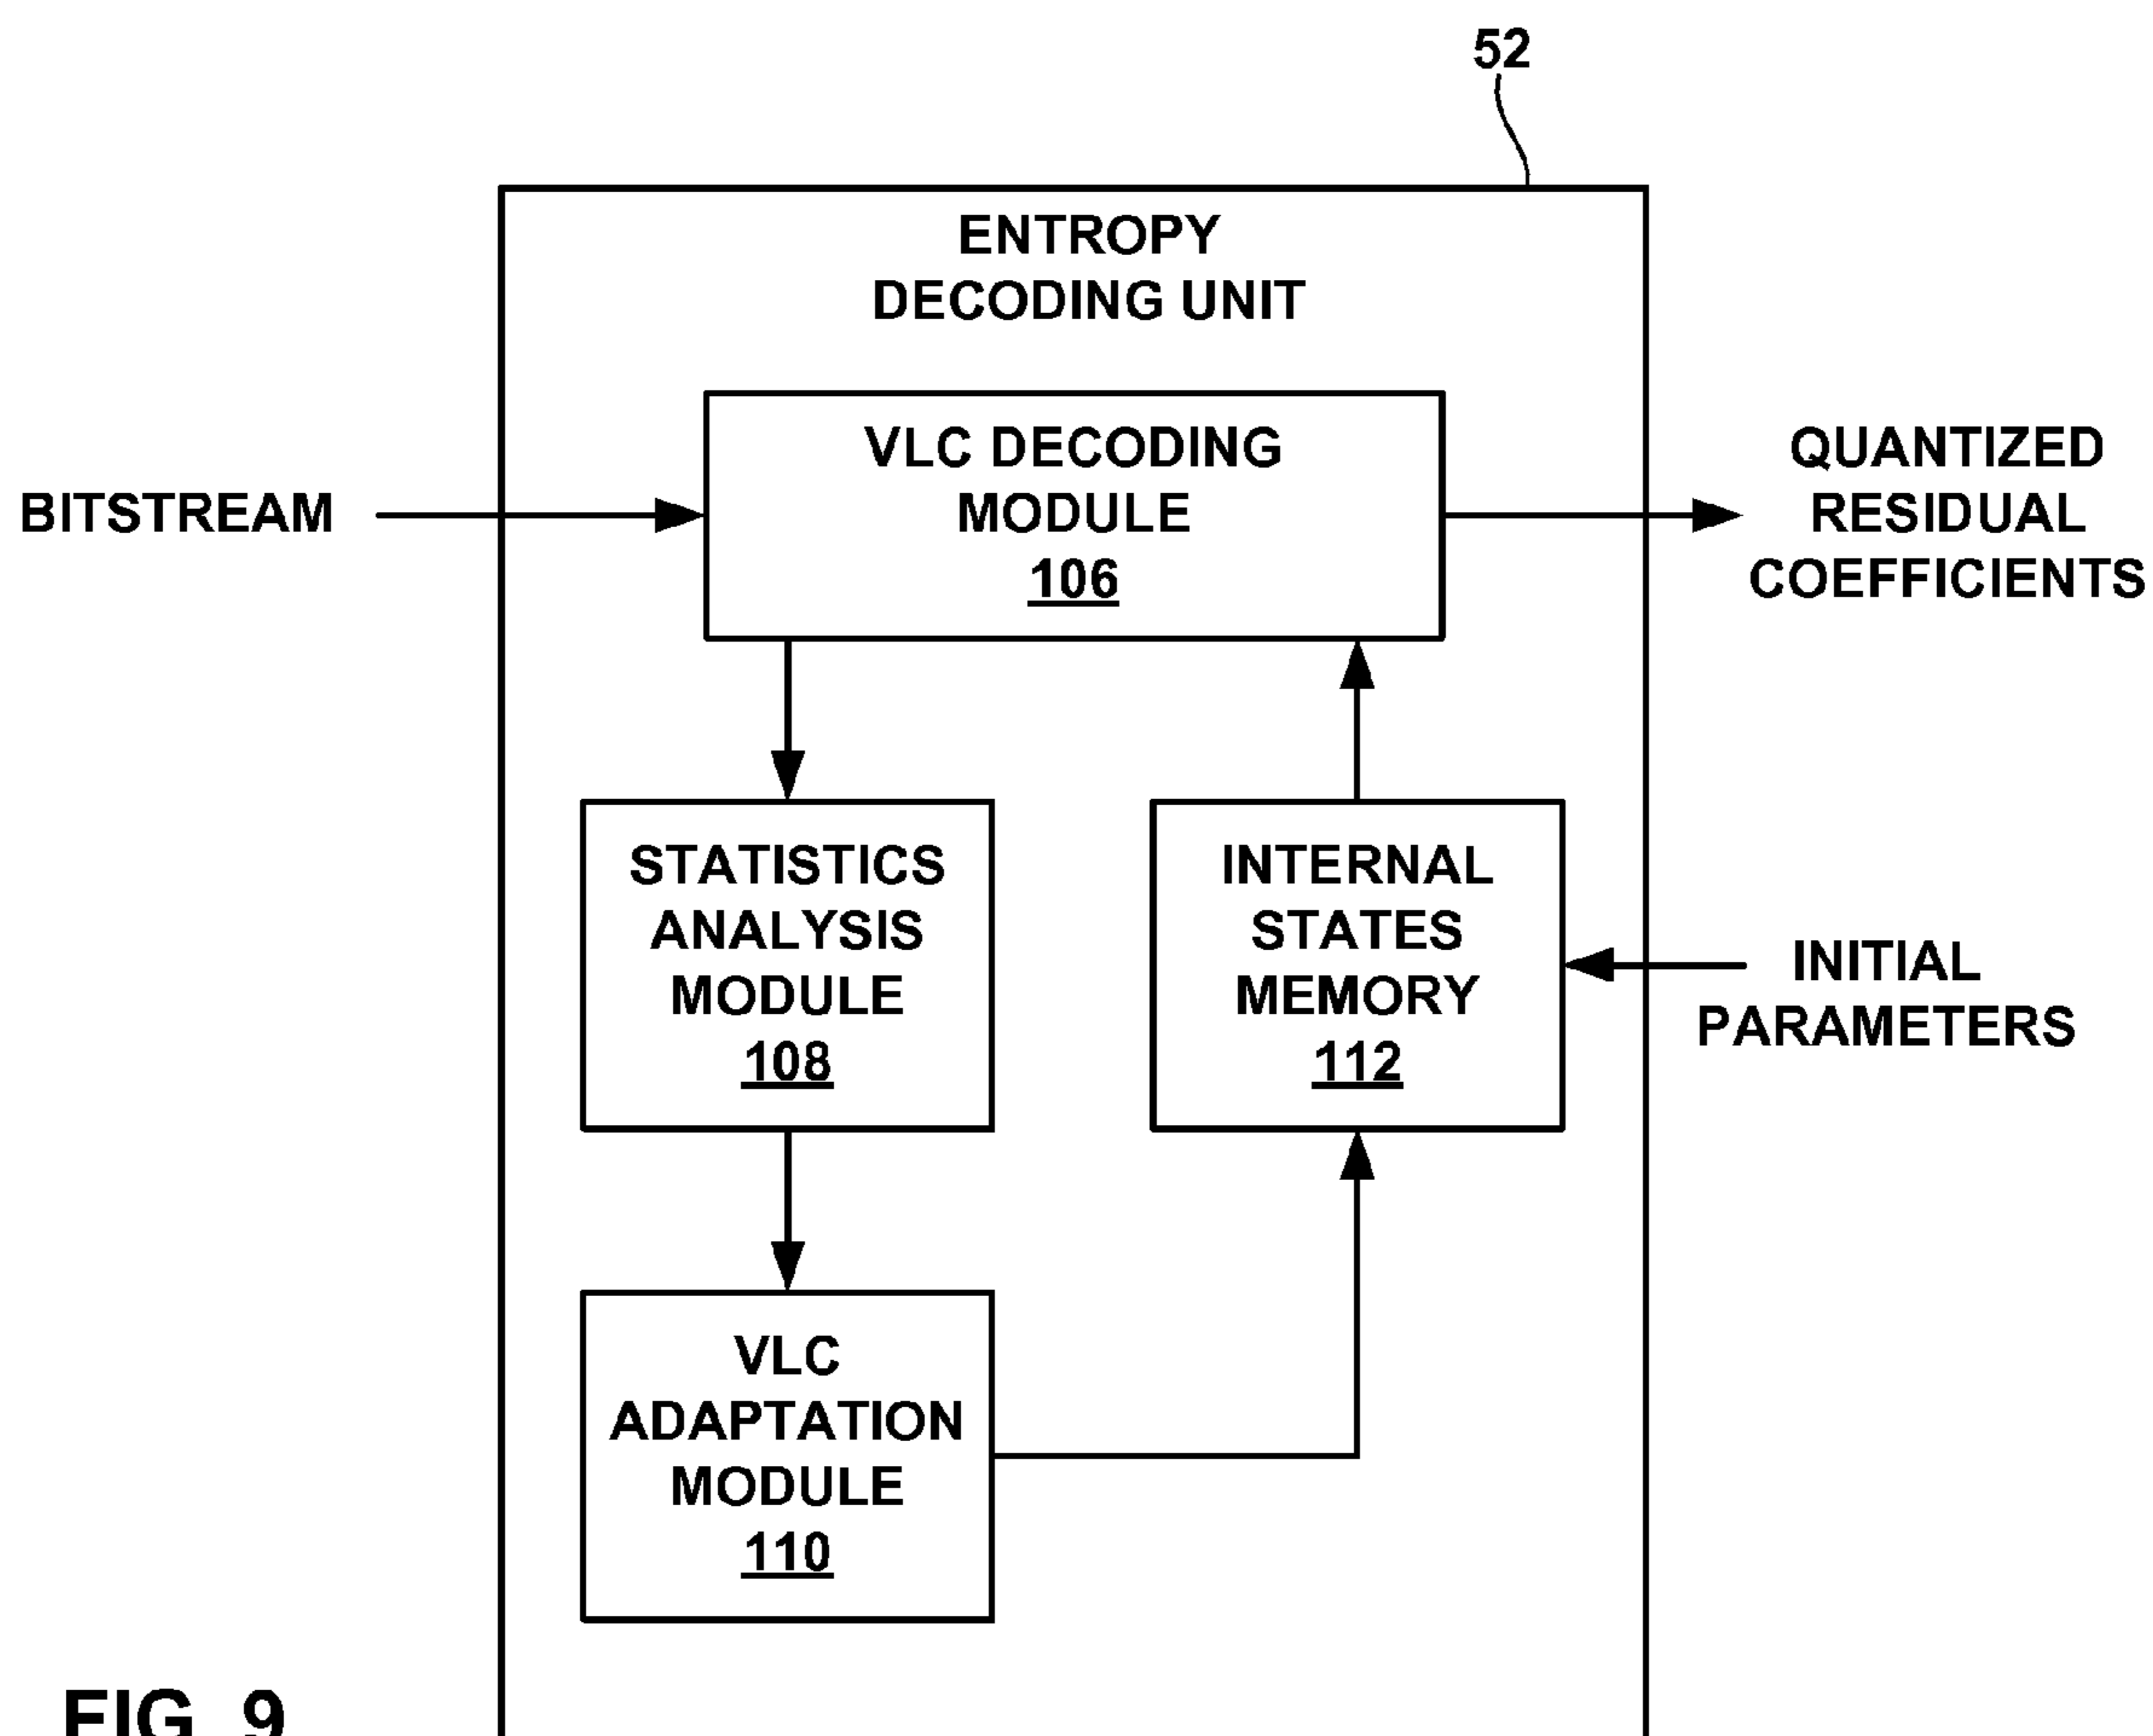 52
ENTROPY
DECODING UNIT
VLC DECODING
MODULE
106
BITSTREAM
QUANTIZED
RESIDUAL
COEFFICIENTS
STATISTICS
ANALYSIS
MODULE
108
INTERNAL
STATES
MEMORY
112
INITIAL
PARAMETERS
VLC
ADAPTATION
MODULE
110
FIG. 9